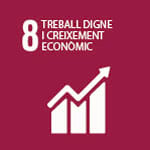 8 TREBALL DIGNE
I CREIXEMENT
ECONÒMIC